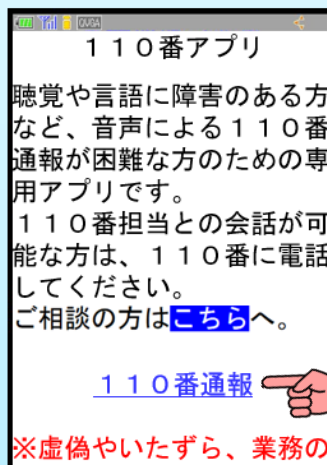 QVGA
110番アプリ
聴覚や言語に障害のある方
など、音声による110番
通報が困難な方のための専
用アプリです。
110番担当との会話が可
能な方は、110番に電話
してください。
ご相談の方はこちらへ。
110番通報
※虚偽やいたずら、業務の